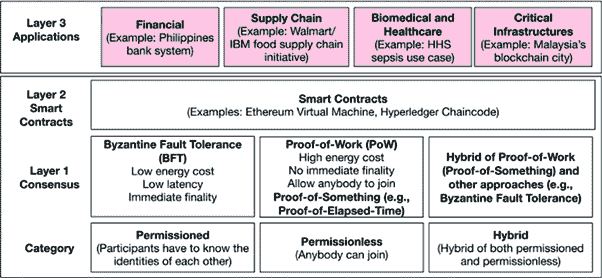 Layer 3
Applications
Financial
(Example: Philippines
bank system)
Supply Chain
(Example: Walmart/
IBM food supply chain
initiative)
Biomedical and
Healthcare
(Example: HHS
sepsis use case)
Critical
Infrastructures
(Example: Malaysia's
blockchain city)
Layer 2
Smart
Contracts
Smart Contracts
(Examples: Ethereum Virtual Machine, Hyperledger Chaincode)
Layer 1
Consensus
Byzantine Fault Tolerance
(BFT)
Low energy cost
Low latency
Immediate finality
Proof-of-Work (PoW)
High energy cost
No immediate finality
Allow anybody to join
Proof-of-Something (e.g.,
Proof-of-Elapsed-Time)
Hybrid of Proof-of-Work
(Proof-of-Something) and
other approaches (e.g.,
Byzantine Fault Tolerance)
Category
Permissioned
(Participants have to know the
identities of each other)
Permissionless
(Anybody can join)
Hybrid
(Hybrid of both permissioned
and permissionless)